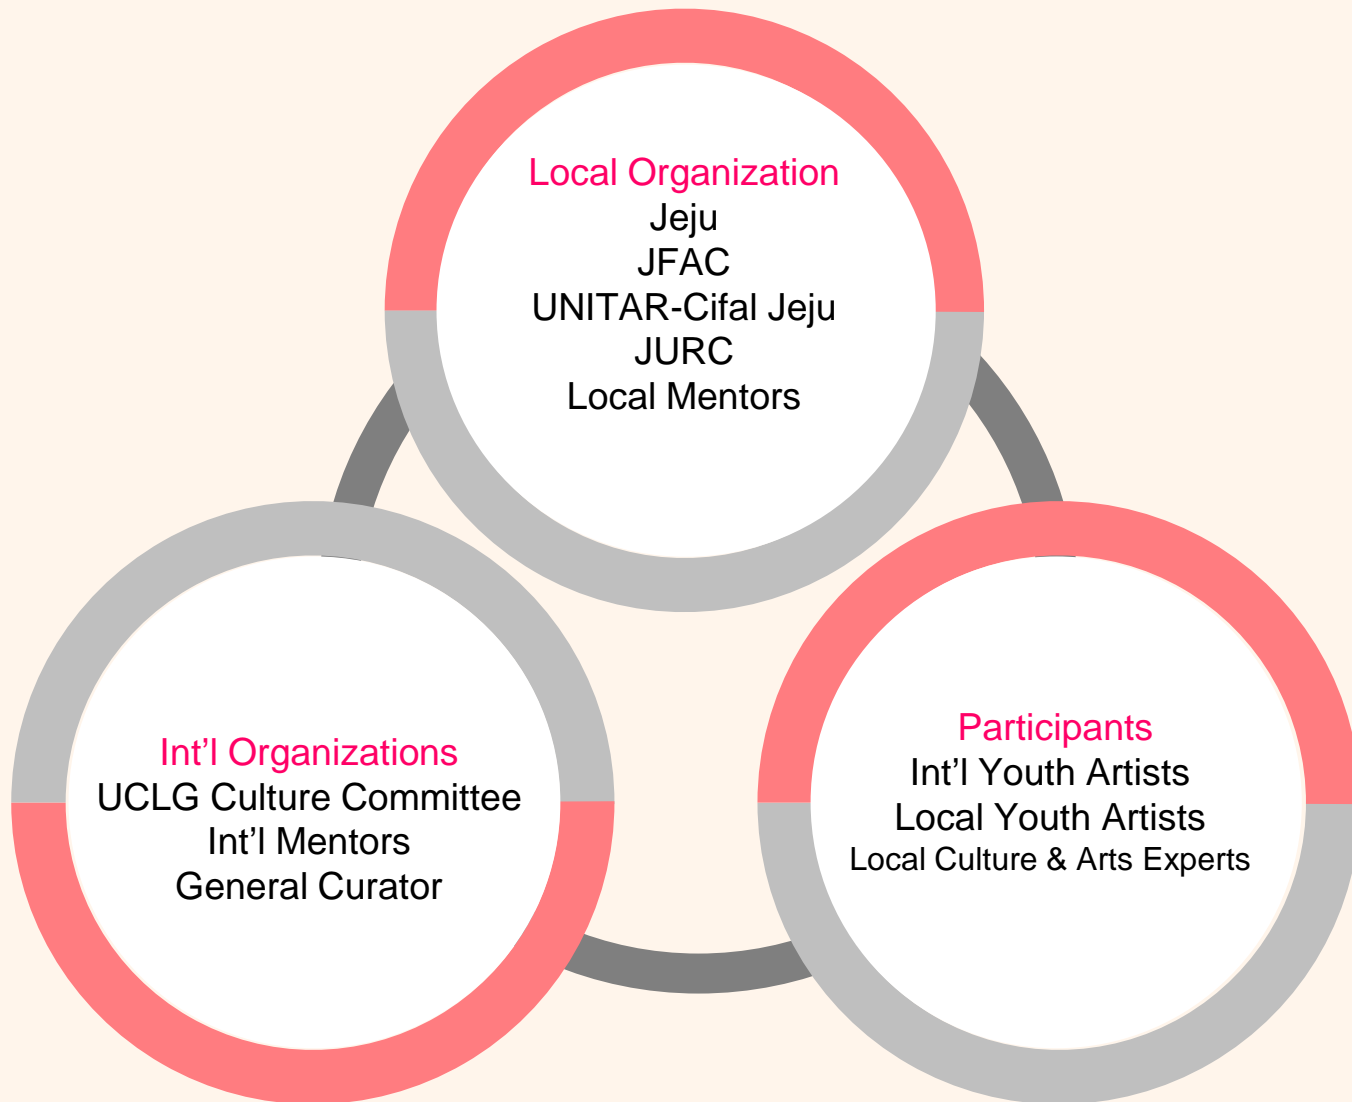 Local Organization
Jeju
JFAC
UNITAR-Cifal Jeju
JURC
Local Mentors
Int’l Organizations
UCLG Culture Committee
Int’l Mentors
General Curator
Participants
Int’l Youth Artists
Local Youth Artists
Local Culture & Arts Experts